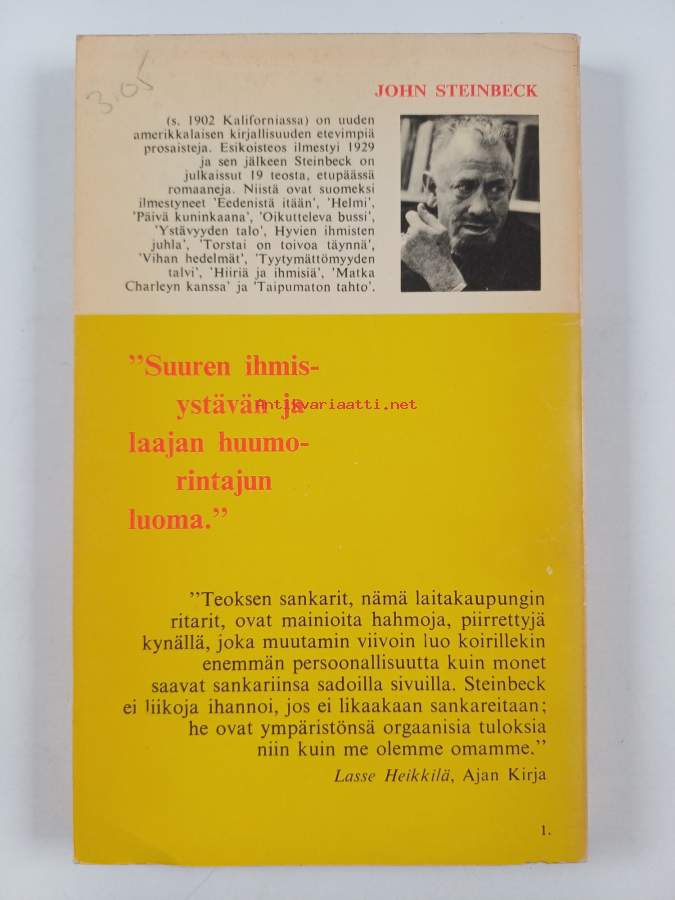 3.05
JOHN STEINBECK
(s. 1902 Kaliforniassa) on uuden
amerikkalaisen kirjallisuuden etevimpiä
prosaisteja. Esikoisteos ilmestyi 1929
ja sen jälkeen Steinbeck on
julkaissut 19 teosta, etupäässä
romaaneja. Niistä ovat suomeksi
ilmestyneet 'Eedenistä itään', 'Helmi',
'Päivä kuninkaana', 'Oikutteleva bussi',
'Ystävyyden talo', Hyvien ihmisten
juhla', 'Torstai on toivoa täynnä',
'Vihan hedelmät', 'Tyytymättömyyden
talvi', 'Hiiriä ja ihmisiä', 'Matka
Charleyn kanssa' ja 'Taipumaton tahto'.
”Suuren ihmis-
ystävän ja
Antikvariaatti.net
laajan huumo-
rintajun
luoma.”
”Teoksen sankarit, nämä laitakaupungin
ritarit, ovat mainioita hahmoja, piirrettyjä
kynällä, joka muutamin viivoin luo koirillekin
enemmän persoonallisuutta kuin monet
saavat sankariinsa sadoilla sivuilla. Steinbeck
ei liikoja ihannoi, jos ei likaakaan sankareitaan;
he ovat ympäristönsä orgaanisia tuloksia
niin kuin me olemme omamme.”
Lasse Heikkilä, Ajan Kirja
1.